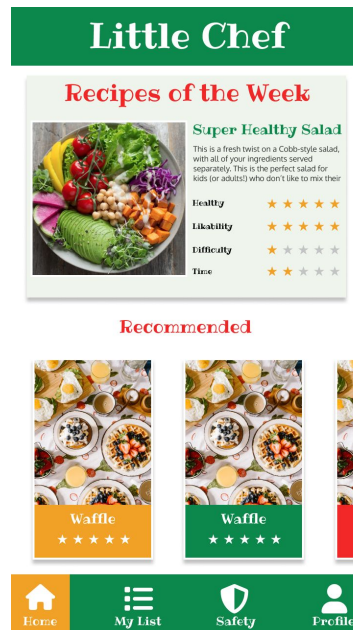 Little Chef
Recipes of the Week
Super Healthy Salad
This is a fresh twist on a Cobb-style salad,
with all of your ingredients served
separately. This is the perfect salad for
kids (or adults!) who don't like to mix their
Healthy
Likability
Difficulty
Time
Recommended
Waffle
Waffle
Home
My List
Safety
Profile